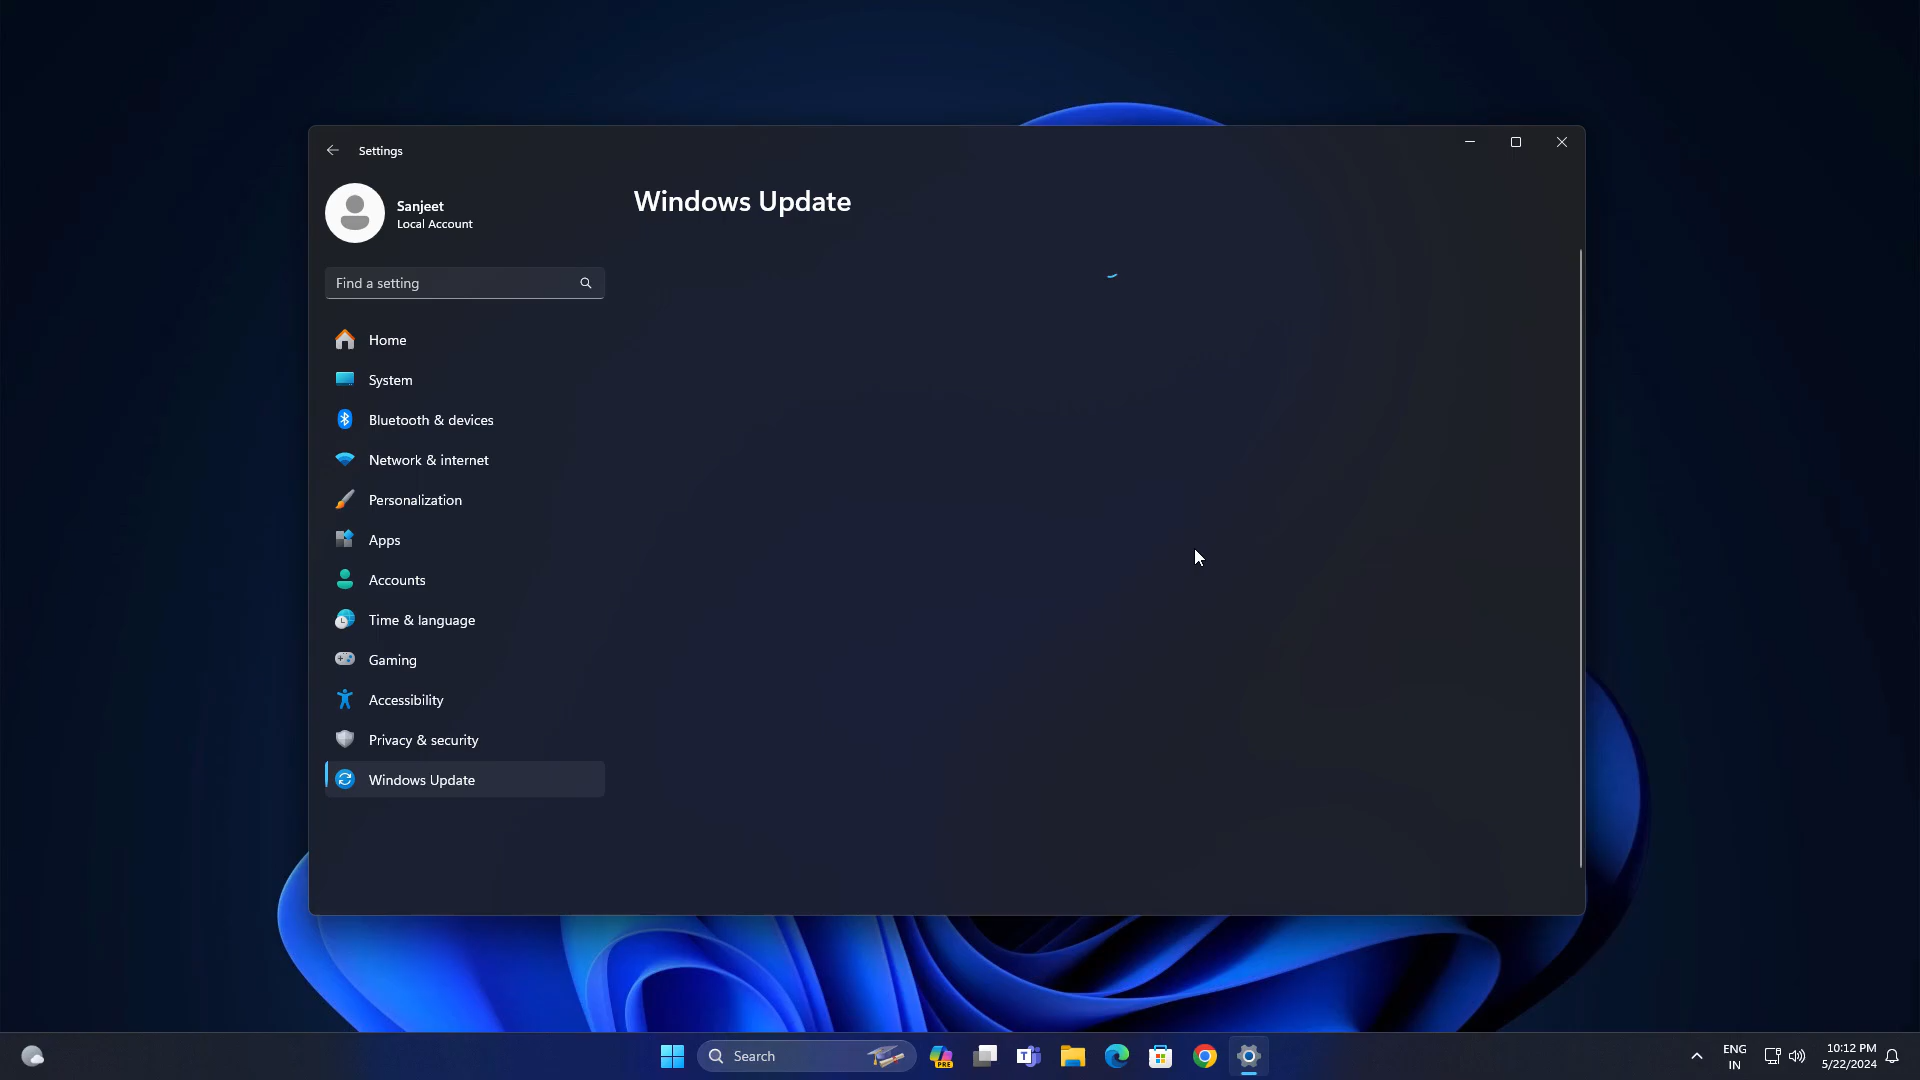 Settings
Sanjeet
Local Account
Find a setting
Home
System
Bluetooth & devices
Network & internet
Personalization
Apps
Accounts
Time & language
Gaming
Accessibility
Privacy & security
Windows Update
Windows Update
Search
PRE
T
ENG
IN
10:12 PM
5/22/2024